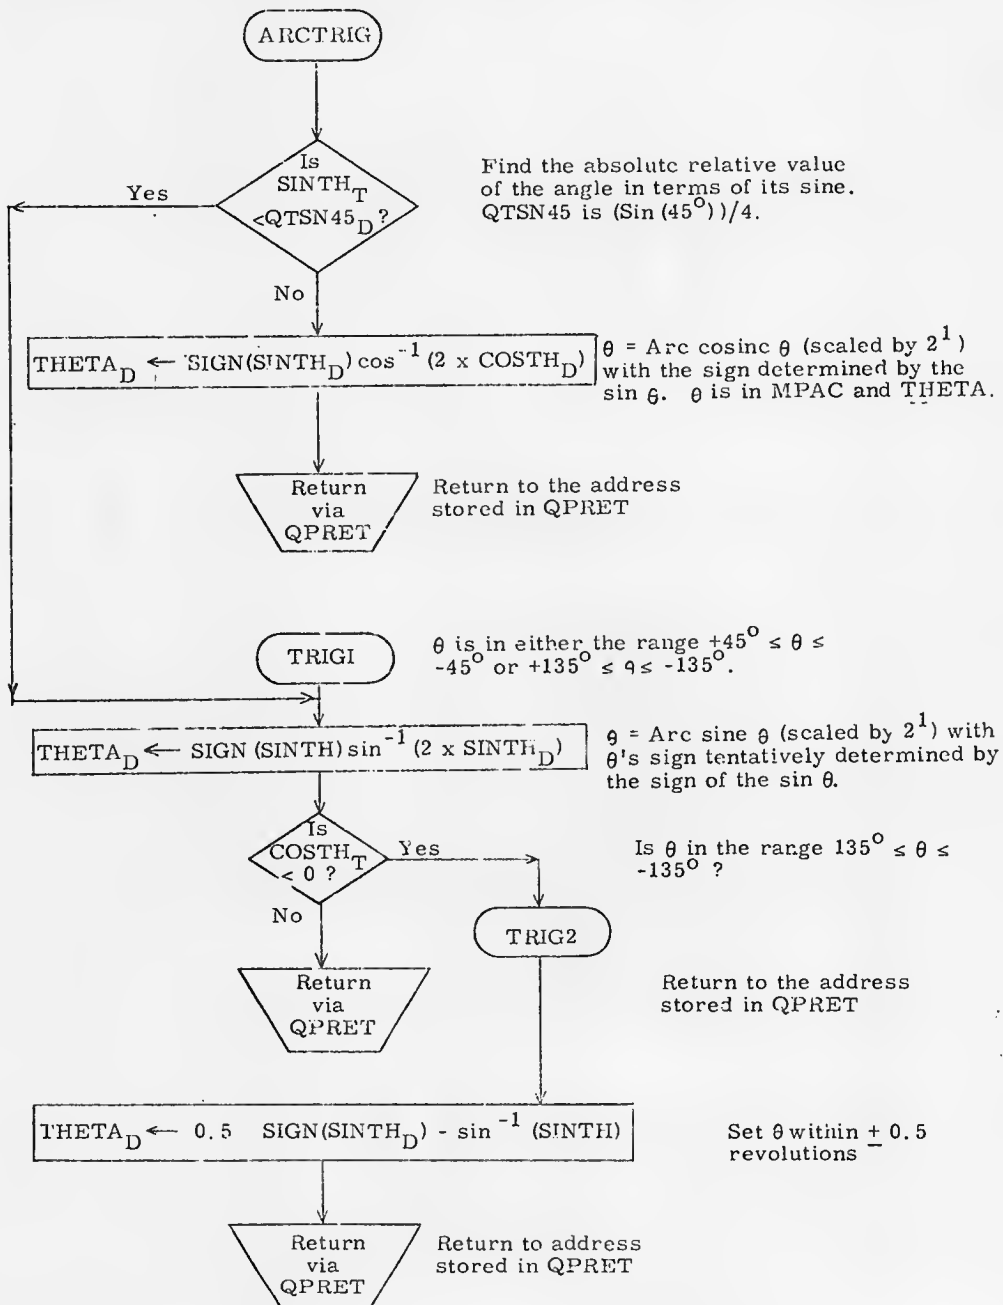 ARCTRIG
Is
SINTH_T
<QTSN45_D ?
Yes
Find the absolute relative value
of the angle in terms of its sine.
QTSN45 is (Sin (45°))/4.
No
THETA_D ← SIGN(SINTH_D) cos⁻¹ (2 x COSTH_D)
θ = Arc cosine θ (scaled by 2¹)
with the sign determined by the
sin θ. θ is in MPAC and THETA.
Return
via
QPRET
Return to the address
stored in QPRET
TRIG1
θ is in either the range +45° ≤ θ ≤
-45° or +135° ≤ θ ≤ -135°.
THETA_D ← SIGN (SINTH) sin⁻¹ (2 x SINTH_D)
θ = Arc sine θ (scaled by 2¹) with
θ's sign tentatively determined by
the sign of the sin θ.
Is
COSTH_T
< 0 ?
Yes
Is θ in the range 135° ≤ θ ≤
-135° ?
No
TRIG2
Return
via
QPRET
Return to the address
stored in QPRET
THETA_D ← 0.5 SIGN(SINTH_D) - sin⁻¹ (SINTH)
Set θ within ± 0.5
revolutions
Return
via
QPRET
Return to address
stored in QPRET